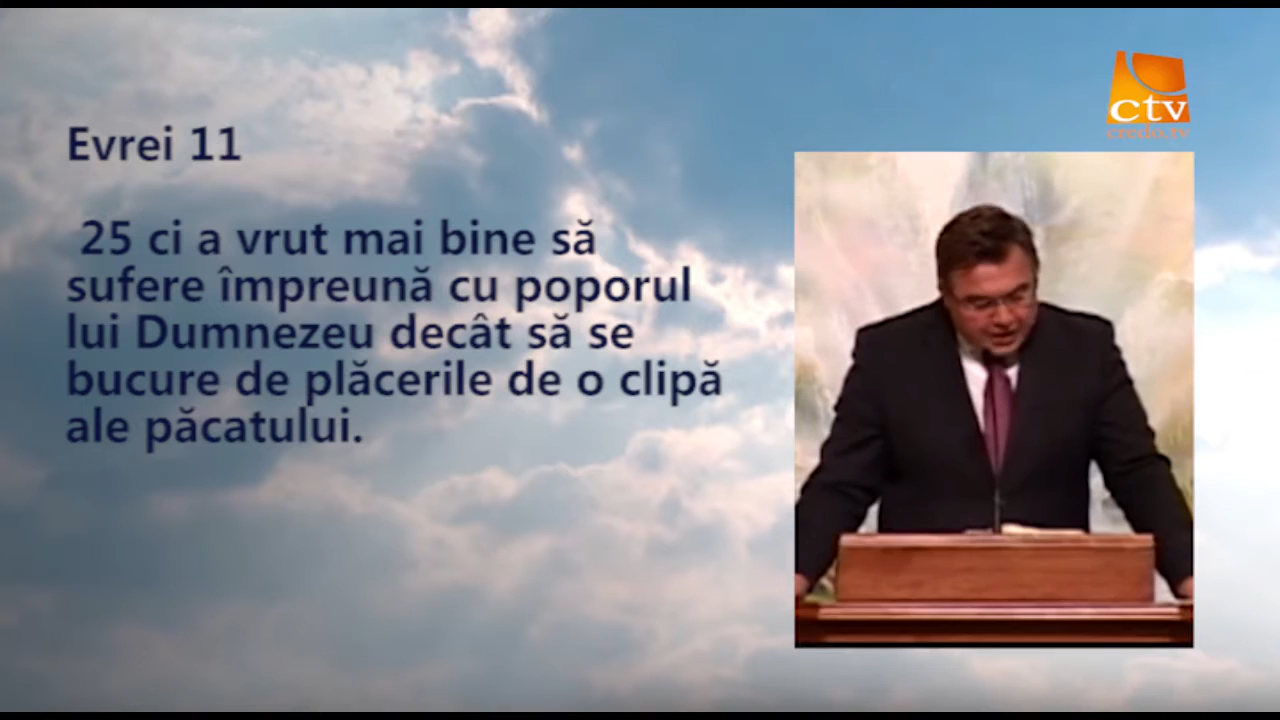 ctv
credo.tv
Evrei 11
25 ci a vrut mai bine să
sufere împreună cu poporul
lui Dumnezeu decât să se
bucure de plăcerile de o clipă
ale păcatului.